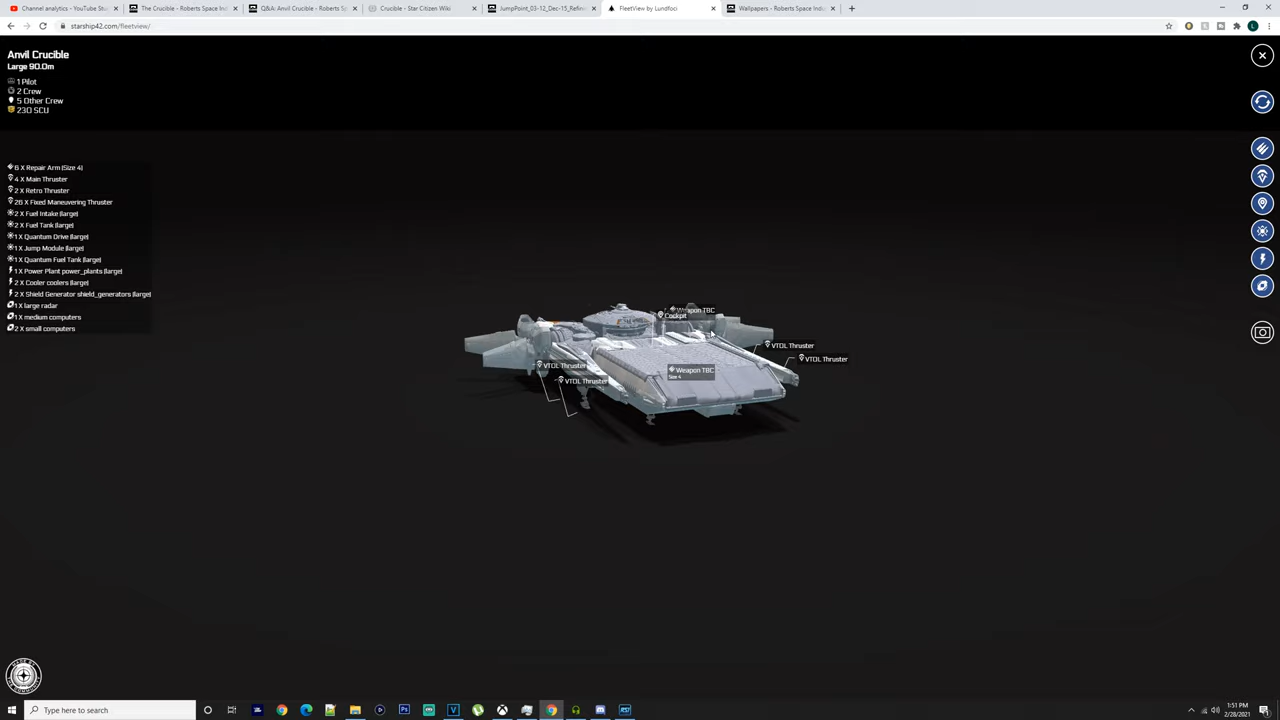 Channel analytics - YouTube Stu
The Crucible - Roberts Space Ind
Q&A: Anvil Crucible - Roberts Sp
Crucible - Star Citizen Wiki
JumpPoint_03-12_Dec-15_Refinin
FleetView by Lundfoci
Wallpapers - Roberts Space Indu
starship42.com/fleetview/
Anvil Crucible
Large 90.0m
1 Pilot
2 Crew
5 Other Crew
230 SCU
6 X Repair Arm (Size 4)
4 X Main Thruster
2 X Retro Thruster
26 X Fixed Maneuvering Thruster
2 X Fuel Intake (large)
2 X Fuel Tank (large)
1 X Quantum Drive (large)
1 X Jump Module (large)
1 X Quantum Fuel Tank (large)
1 X Power Plant power_plants (large)
2 X Cooler coolers (large)
2 X Shield Generator shield_generators (large)
1 X large radar
1 X medium computers
2 X small computers
Weapon TBC
Cockpit
VTOL Thruster
VTOL Thruster
VTOL Thruster
VTOL Thruster
Weapon TBC
Size 4
Type here to search
1:51 PM
2/28/2021